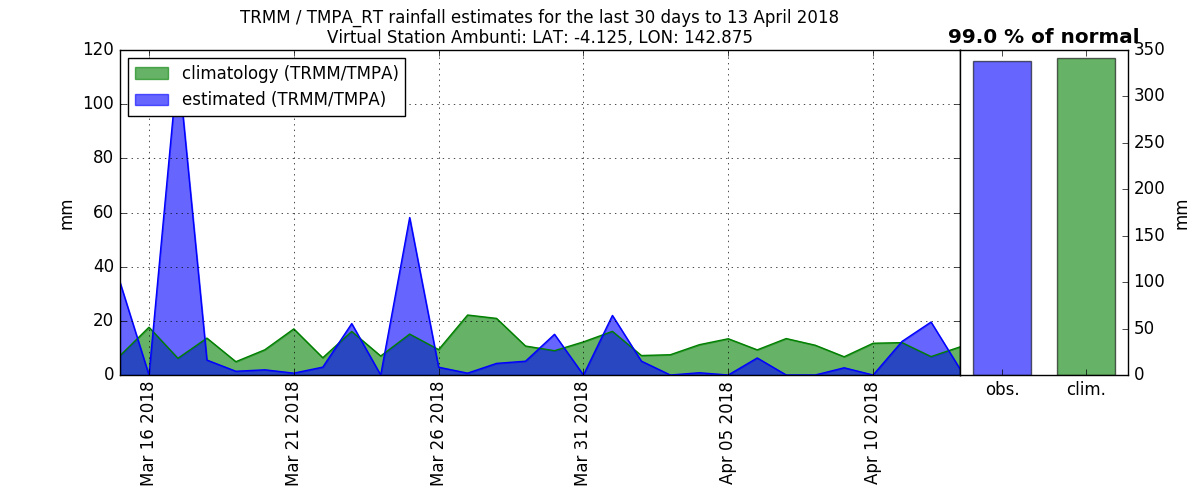 TRMM / TMPA_RT rainfall estimates for the last 30 days to 13 April 2018
Virtual Station Ambunti: LAT: -4.125, LON: 142.875
99.0 % of normal
climatology (TRMM/TMPA)
estimated (TRMM/TMPA)
mm
120
100
80
60
40
20
0
Mar 16 2018
Mar 21 2018
Mar 26 2018
Mar 31 2018
Apr 05 2018
Apr 10 2018
obs.
clim.
350
300
250
200
150
100
50
0
mm